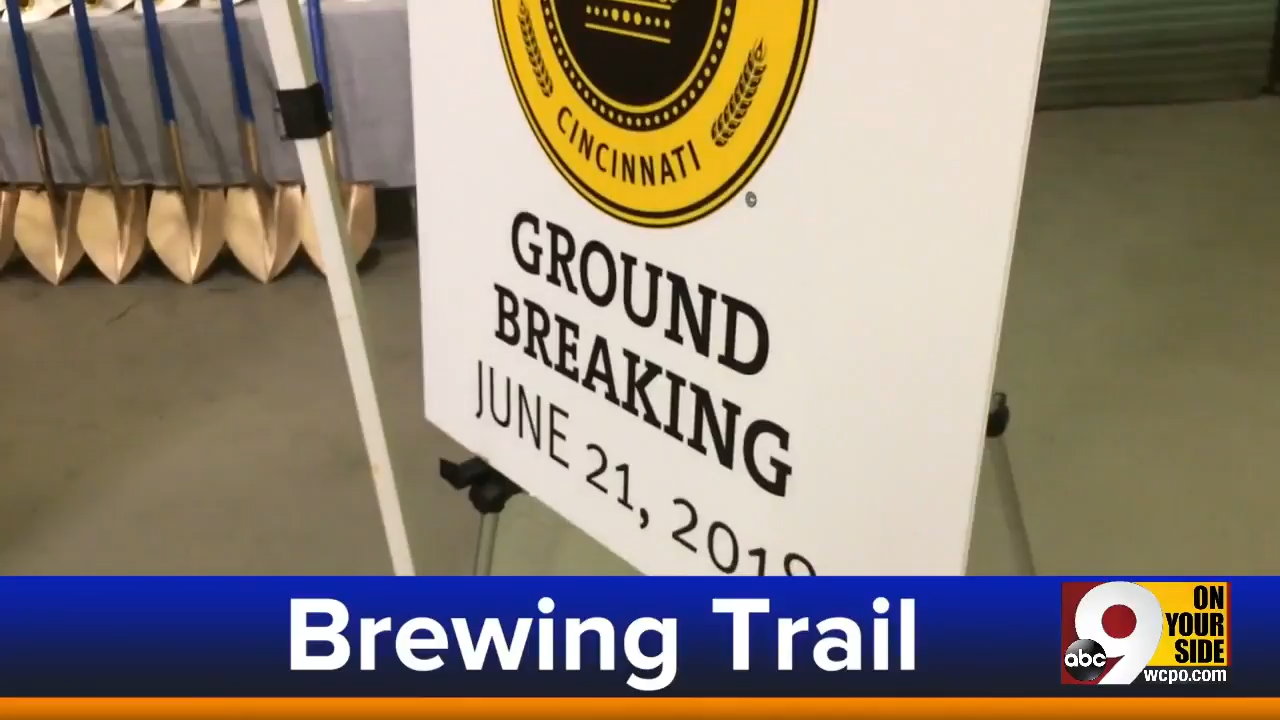 CINCINNATI
©
GROUND
BREAKING
JUNE 21,
Brewing Trail
abc 9
ON
YOUR
SIDE
wcpo.com